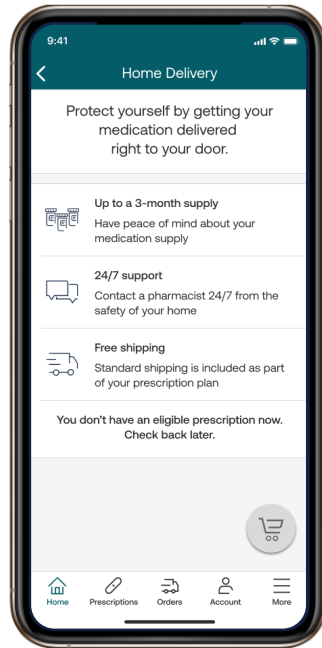 9:41
Home Delivery
Protect yourself by getting your
medication delivered
right to your door.
Up to a 3-month supply
Have peace of mind about your
medication supply
24/7 support
Contact a pharmacist 24/7 from the
safety of your home
Free shipping
Standard shipping is included as part
of your prescription plan
You don't have an eligible prescription now.
Check back later.
Home Prescriptions Orders Account More